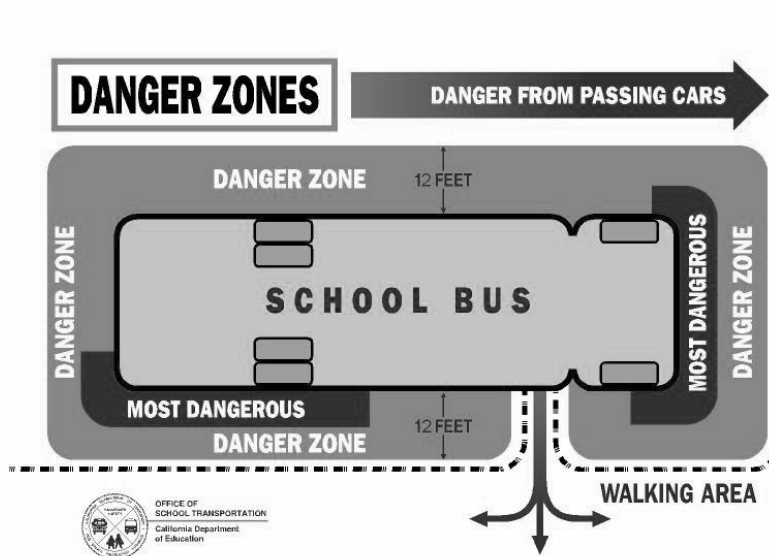 DANGER ZONES
DANGER FROM PASSING CARS
DANGER ZONE
12 FEET
DANGER ZONE
SCHOOL BUS
MOST DANGEROUS
DANGER ZONE
MOST DANGEROUS
DANGER ZONE
12 FEET
WALKING AREA
OFFICE OF
SCHOOL TRANSPORTATION
California Department
of Education